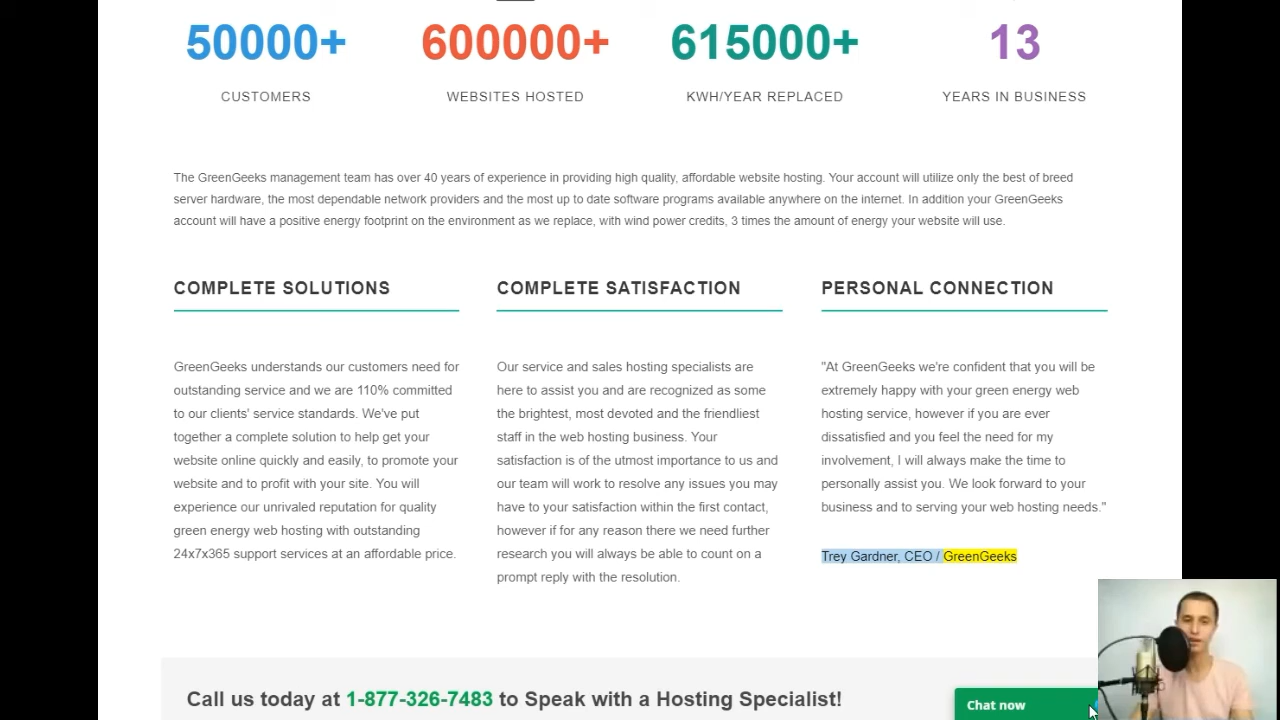 50000+ 600000+ 615000+ 13
CUSTOMERS WEBSITES HOSTED KWH/YEAR REPLACED YEARS IN BUSINESS
The GreenGeeks management team has over 40 years of experience in providing high quality, affordable website hosting. Your account will utilize only the best of breed
server hardware, the most dependable network providers and the most up to date software programs available anywhere on the internet. In addition your GreenGeeks
account will have a positive energy footprint on the environment as we replace, with wind power credits, 3 times the amount of energy your website will use.
COMPLETE SOLUTIONS
GreenGeeks understands our customers need for
outstanding service and we are 110% committed
to our clients' service standards. We've put
together a complete solution to help get your
website online quickly and easily, to promote your
website and to profit with your site. You will
experience our unrivaled reputation for quality
green energy web hosting with outstanding
24x7x365 support services at an affordable price.
COMPLETE SATISFACTION
Our service and sales hosting specialists are
here to assist you and are recognized as some
the brightest, most devoted and the friendliest
staff in the web hosting business. Your
satisfaction is of the utmost importance to us and
our team will work to resolve any issues you may
have to your satisfaction within the first contact,
however if for any reason there we need further
research you will always be able to count on a
prompt reply with the resolution.
PERSONAL CONNECTION
"At GreenGeeks we're confident that you will be
extremely happy with your green energy web
hosting service, however if you are ever
dissatisfied and you feel the need for my
involvement, I will always make the time to
personally assist you. We look forward to your
business and to serving your web hosting needs."
Trey Gardner, CEO / GreenGeeks
Call us today at 1-877-326-7483 to Speak with a Hosting Specialist!
Chat now